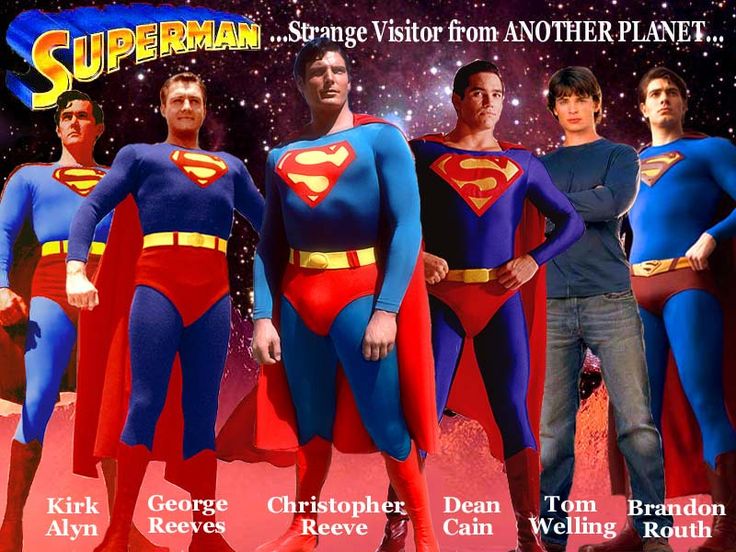 SUPERMAN
...Strange Visitor from ANOTHER PLANET...
S
S
S
S
S
Kirk
Alyn
George
Reeves
Christopher
Reeve
Dean
Cain
Tom
Welling
Brandon
Routh